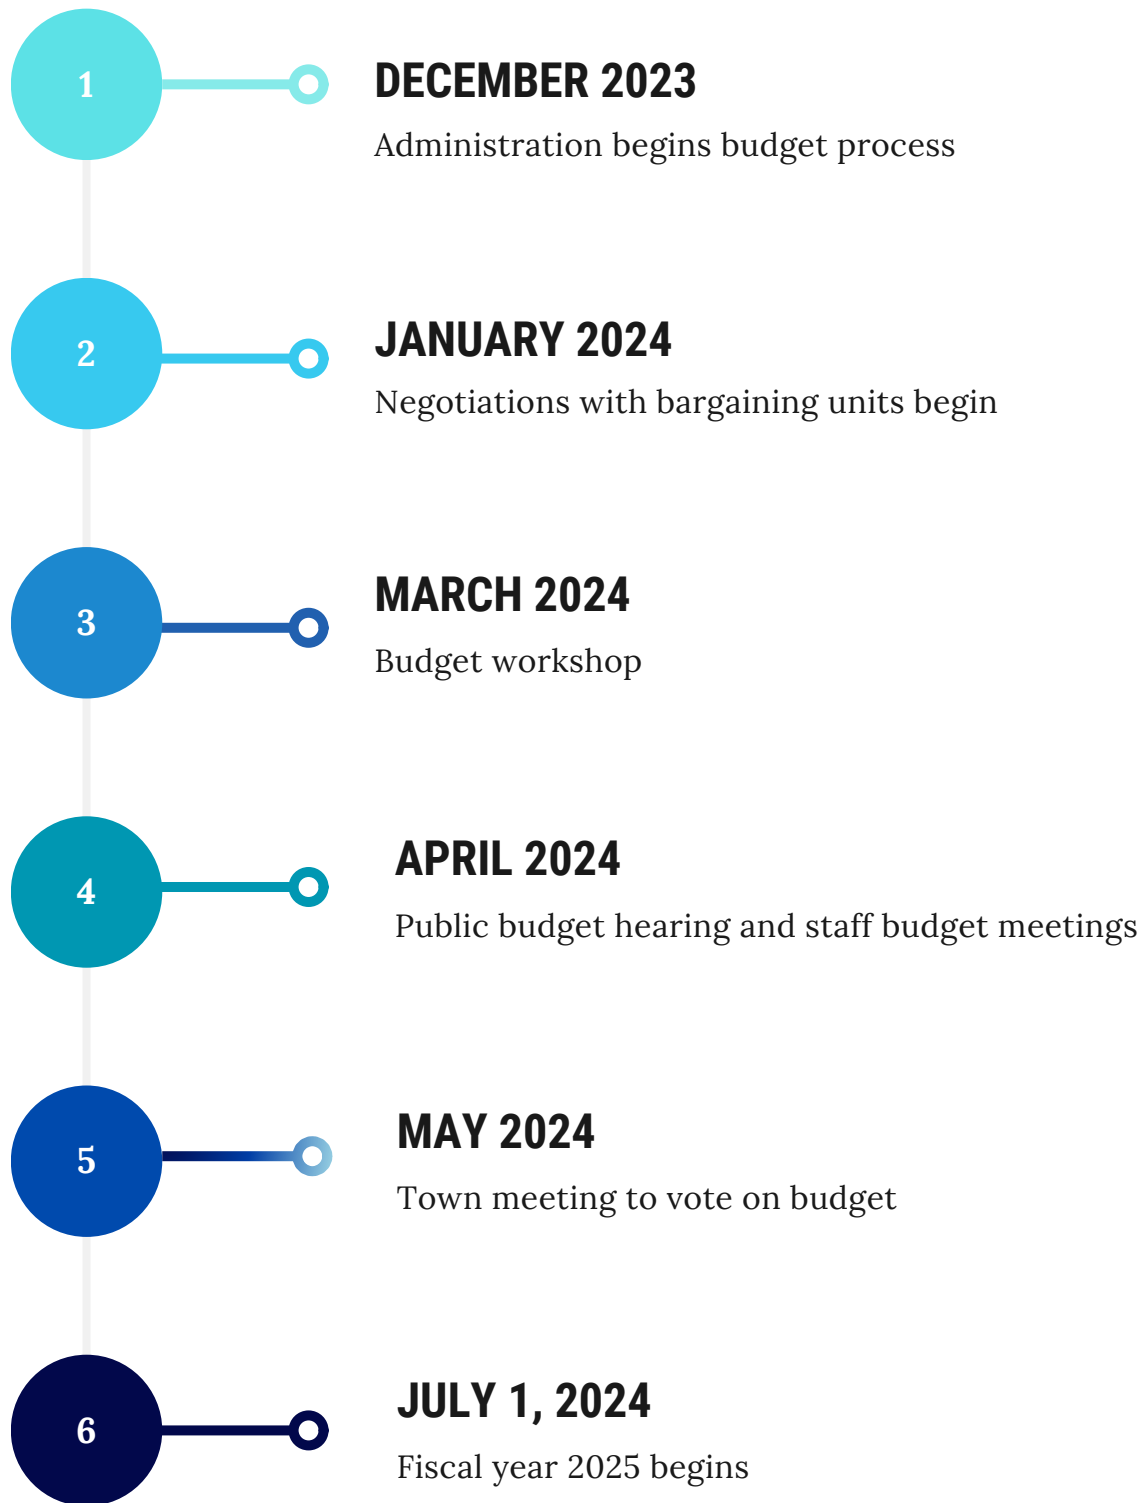 1
DECEMBER 2023
Administration begins budget process
2
JANUARY 2024
Negotiations with bargaining units begin
3
MARCH 2024
Budget workshop
4
APRIL 2024
Public budget hearing and staff budget meetings
5
MAY 2024
Town meeting to vote on budget
6
JULY 1, 2024
Fiscal year 2025 begins